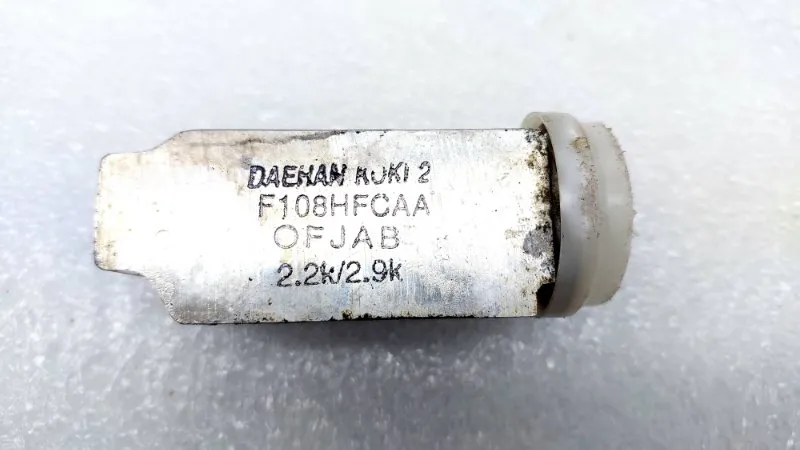 DAEHAN KOKI 2
F108HFCAA
OFJAB
2.2k/2.9k